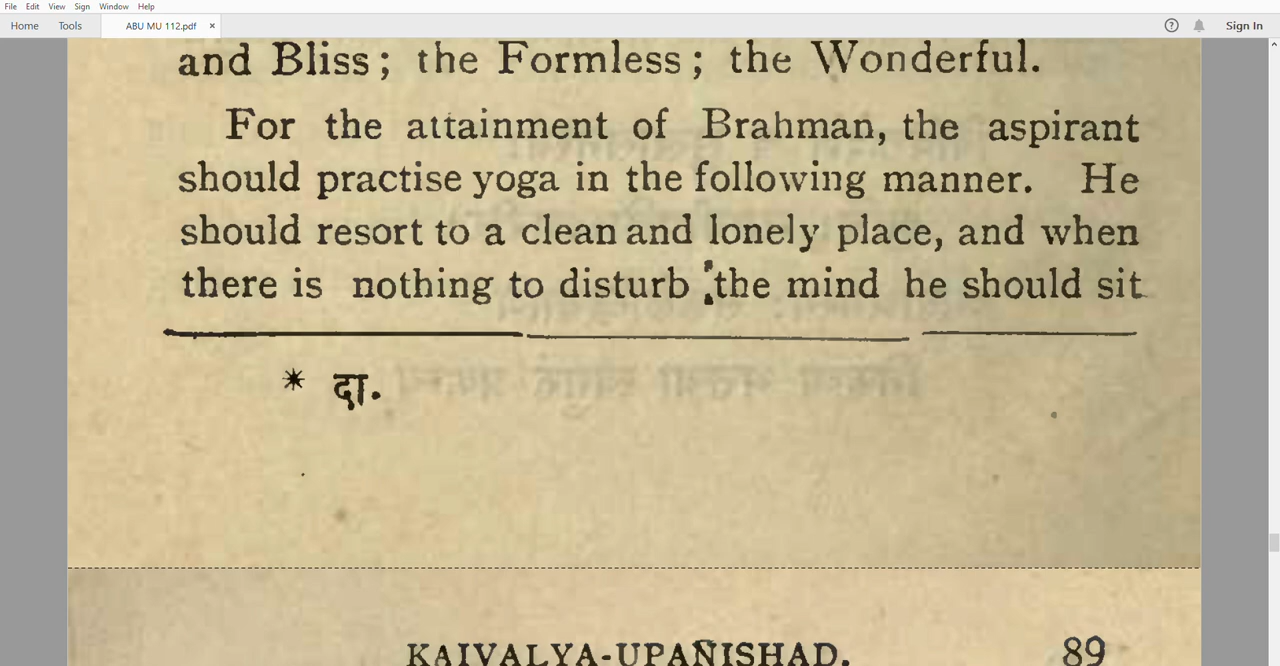 File Edit View Sign Window Help
Home Tools ABU MU 112.pdf × Sign In
and Bliss; the Formless; the Wonderful.
For the attainment of Brahman, the aspirant
should practise yoga in the following manner. He
should resort to a clean and lonely place, and when
there is nothing to disturb the mind he should sit
* दा.
KAIVALYA-UPAÑISHAD. 89